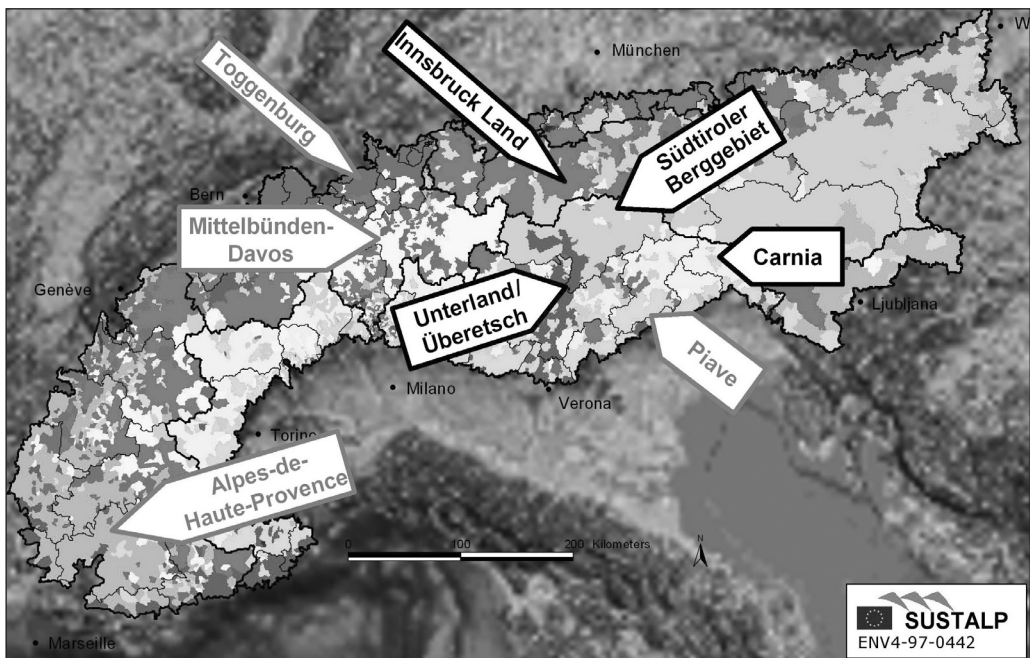 W
München
Innsbruck Land
Toggenburg
Südtiroler
Berggebiet
Bern
Mittelbünden-
Davos
Carnia
Genève
Unterland/
Überetsch
Ljubljana
Piave
Milano
Verona
Torino
Alpes-de-
Haute-Provence
0 100 200 Kilometers
N
Marseille
SUSTALP
ENV4-97-0442